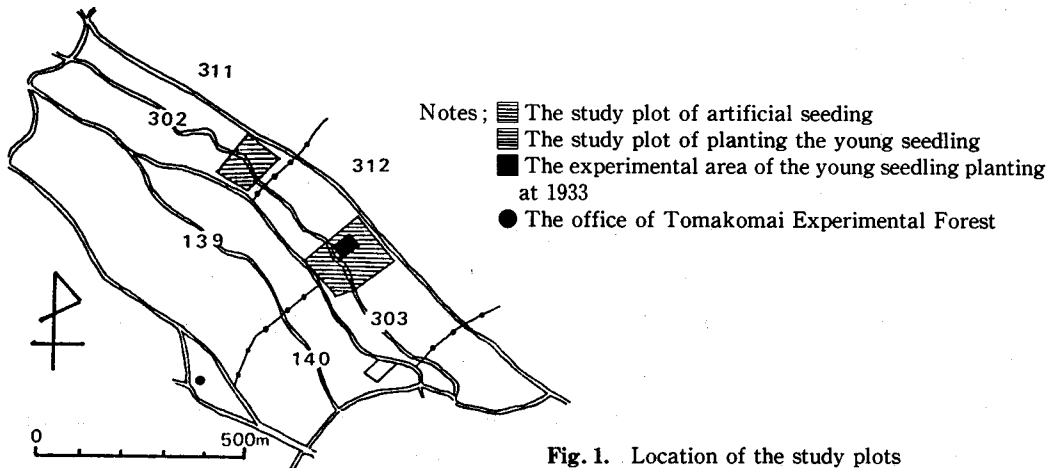 311
302
312
139
303
140
0 500m
Notes; The study plot of artificial seeding
The study plot of planting the young seedling
The experimental area of the young seedling planting
at 1933
The office of Tomakomai Experimental Forest
Fig. 1. Location of the study plots